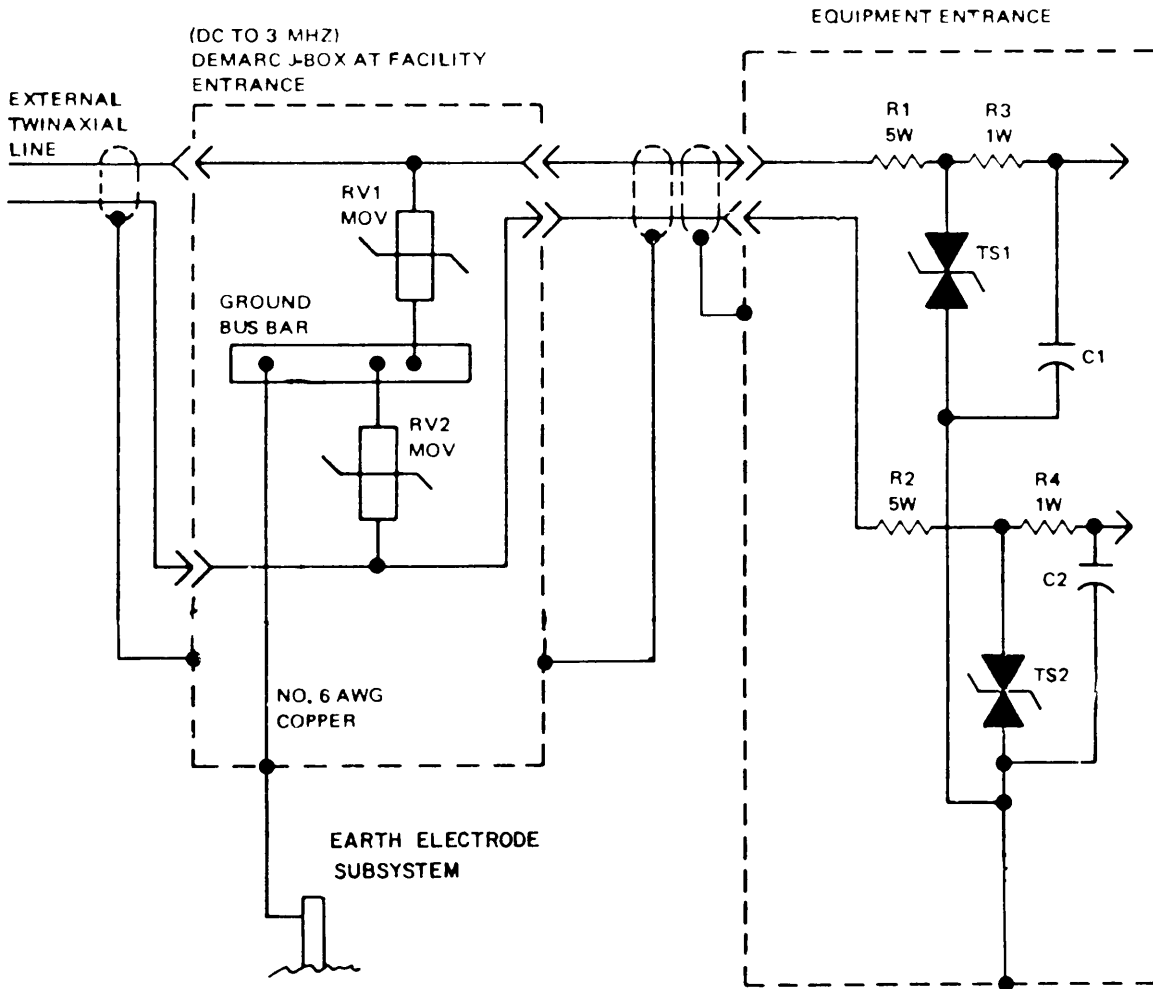 EQUIPMENT ENTRANCE
(DC TO 3 MHZ)
DEMARC J-BOX AT FACILITY
ENTRANCE
EXTERNAL
TWINAXIAL
LINE
R1
5W
R3
1W
RV1
MOV
TS1
GROUND
BUS BAR
C1
RV2
MOV
R2
5W
R4
1W
C2
TS2
NO. 6 AWG
COPPER
EARTH ELECTRODE
SUBSYSTEM